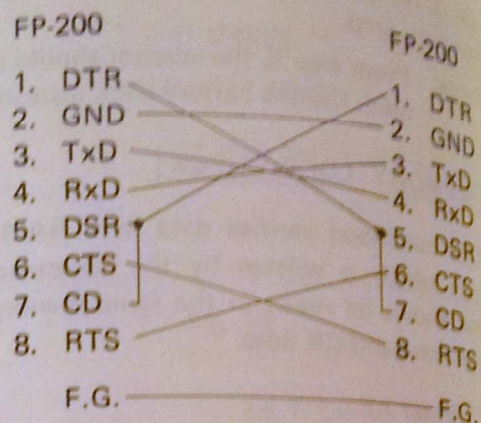 FP-200
1. DTR
2. GND
3. TxD
4. RxD
5. DSR
6. CTS
7. CD
8. RTS
F.G.
FP-200
1. DTR
2. GND
3. TxD
4. RxD
5. DSR
6. CTS
7. CD
8. RTS
F.G.